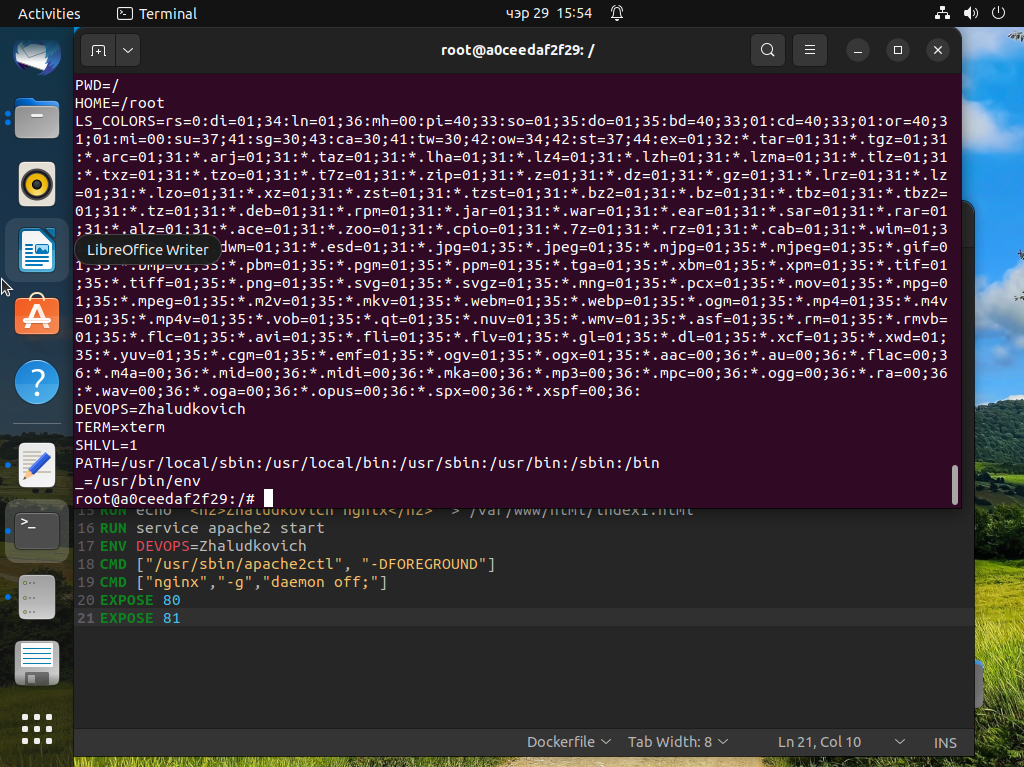 Activities
Terminal
чэр 29 15:54
root@a0ceedaf2f29: /
PWD=/
HOME=/root
LS_COLORS=rs=0:di=01;34:ln=01;36:mh=00:pi=40;33:so=01;35:do=01;35:bd=40;33;01:cd=40;33;01:or=40;3
1;01:mi=00:su=37;41:sg=30;43:ca=30;41:tw=30;42:ow=34;42:st=37;44:ex=01;32:*.tar=01;31:*.tgz=01;31
:*.arc=01;31:*.arj=01;31:*.taz=01;31:*.lha=01;31:*.lz4=01;31:*.lzh=01;31:*.lzma=01;31:*.tlz=01;31
:*.txz=01;31:*.tzo=01;31:*.t7z=01;31:*.zip=01;31:*.z=01;31:*.dz=01;31:*.gz=01;31:*.lrz=01;31:*.lz
=01;31:*.lzo=01;31:*.xz=01;31:*.zst=01;31:*.tzst=01;31:*.bz2=01;31:*.bz=01;31:*.tbz=01;31:*.tbz2=
01;31:*.tz=01;31:*.deb=01;31:*.rpm=01;31:*.jar=01;31:*.war=01;31:*.ear=01;31:*.sar=01;31:*.rar=01
;31:*.alz=01;31:*.ace=01;31:*.zoo=01;31:*.cpio=01;31:*.7z=01;31:*.rz=01;31:*.cab=01;31:*.wim=01;3
LibreOffice Writer
dwm=01;31:*.esd=01;31:*.jpg=01;35:*.jpeg=01;35:*.mjpg=01;35:*.mjpeg=01;35:*.gif=0
1;35:*.bmp=01;35:*.pbm=01;35:*.pgm=01;35:*.ppm=01;35:*.tga=01;35:*.xbm=01;35:*.xpm=01;35:*.tif=01
;35:*.tiff=01;35:*.png=01;35:*.svg=01;35:*.svgz=01;35:*.mng=01;35:*.pcx=01;35:*.mov=01;35:*.mpg=0
1;35:*.mpeg=01;35:*.m2v=01;35:*.mkv=01;35:*.webm=01;35:*.webp=01;35:*.ogm=01;35:*.mp4=01;35:*.m4v
=01;35:*.mp4v=01;35:*.vob=01;35:*.qt=01;35:*.nuv=01;35:*.wmv=01;35:*.asf=01;35:*.rm=01;35:*.rmvb=
01;35:*.flc=01;35:*.avi=01;35:*.fli=01;35:*.flv=01;35:*.gl=01;35:*.dl=01;35:*.xcf=01;35:*.xwd=01;
35:*.yuv=01;35:*.cgm=01;35:*.emf=01;35:*.ogv=01;35:*.ogx=01;35:*.aac=00;36:*.au=00;36:*.flac=00;3
6:*.m4a=00;36:*.mid=00;36:*.midi=00;36:*.mka=00;36:*.mp3=00;36:*.mpc=00;36:*.ogg=00;36:*.ra=00;36
:*.wav=00;36:*.oga=00;36:*.opus=00;36:*.spx=00;36:*.xspf=00;36:
DEVOPS=Zhaludkovich
TERM=xterm
SHLVL=1
PATH=/usr/local/sbin:/usr/local/bin:/usr/sbin:/usr/bin:/sbin:/bin
_=/usr/bin/env
root@a0ceedaf2f29:/#
15 RUN echo "<h2>Zhaludkovich nginx</h2>" > /var/www/html/index1.html
16 RUN service apache2 start
17 ENV DEVOPS=Zhaludkovich
18 CMD ["/usr/sbin/apache2ctl", "-DFOREGROUND"]
19 CMD ["nginx","-g","daemon off;"]
20 EXPOSE 80
21 EXPOSE 81
Dockerfile
Tab Width: 8
Ln 21, Col 10
INS